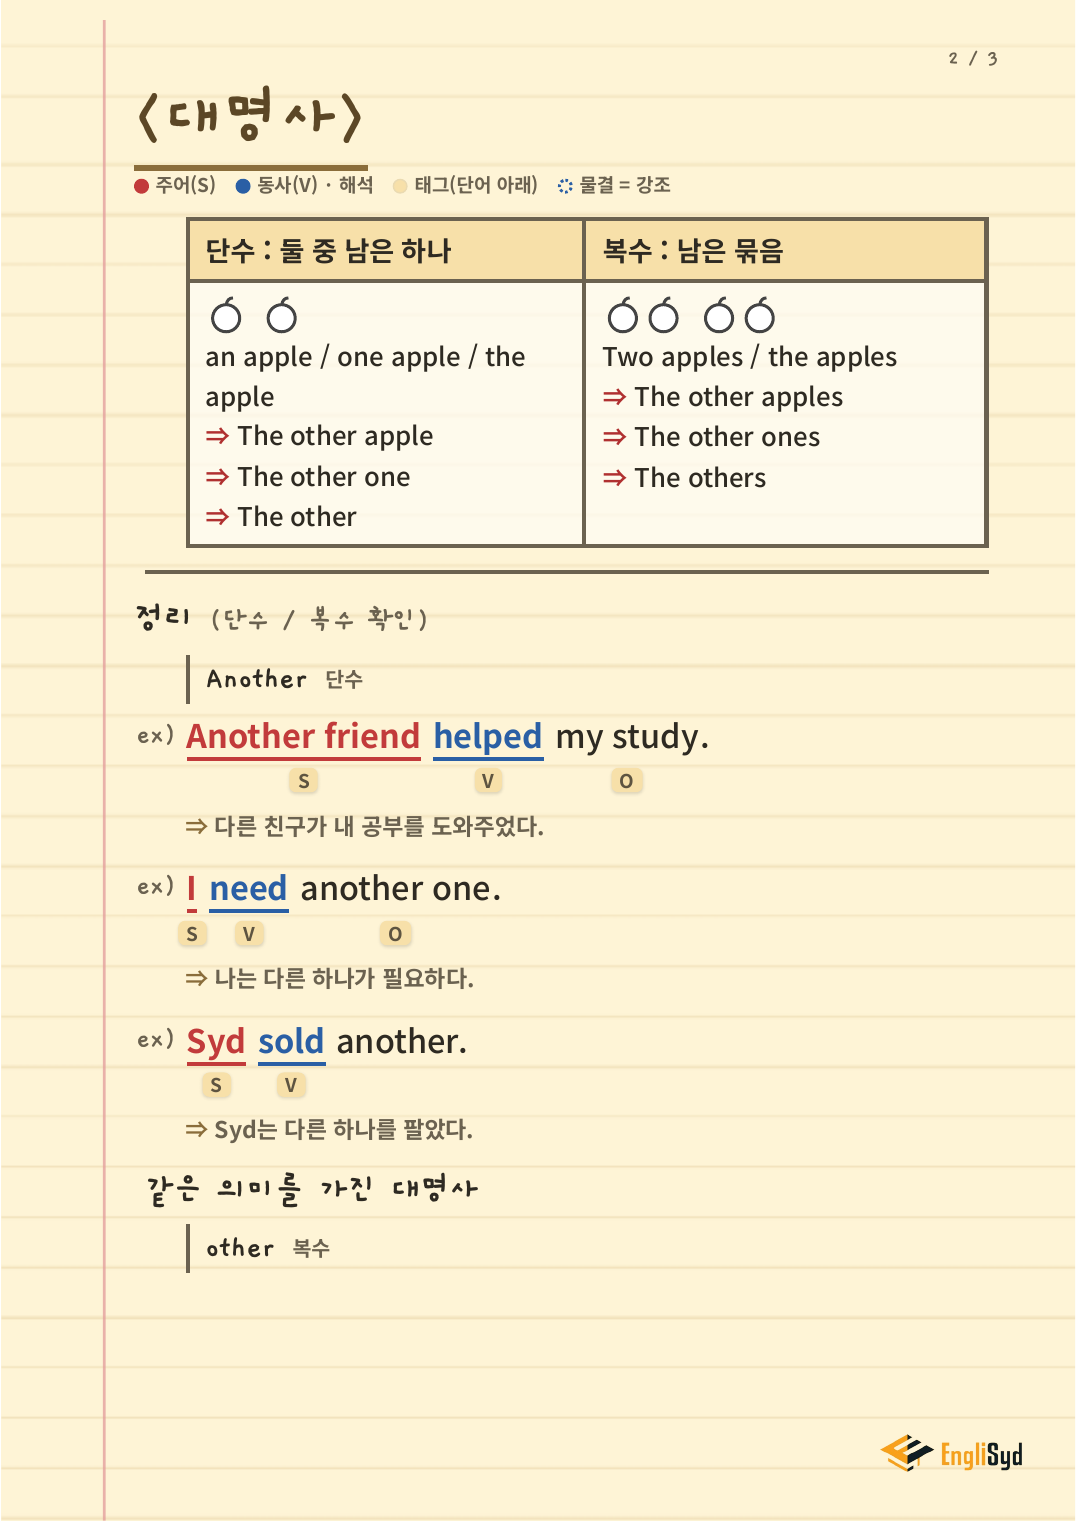 2 / 3
<대명사>
주어(S) 동사(V) · 해석 태그(단어 아래) 물결 = 강조
단수 : 둘 중 남은 하나
an apple / one apple / the
apple
⇒ The other apple
⇒ The other one
⇒ The other
복수 : 남은 묶음
Two apples / the apples
⇒ The other apples
⇒ The other ones
⇒ The others
정리 (단수 / 복수 확인)
Another 단수
ex) Another friend helped my study.
S V O
⇒ 다른 친구가 내 공부를 도와주었다.
ex) I need another one.
S V O
⇒ 나는 다른 하나가 필요하다.
ex) Syd sold another.
S V
⇒ Syd는 다른 하나를 팔았다.
같은 의미를 가진 대명사
other 복수
EngliSyd